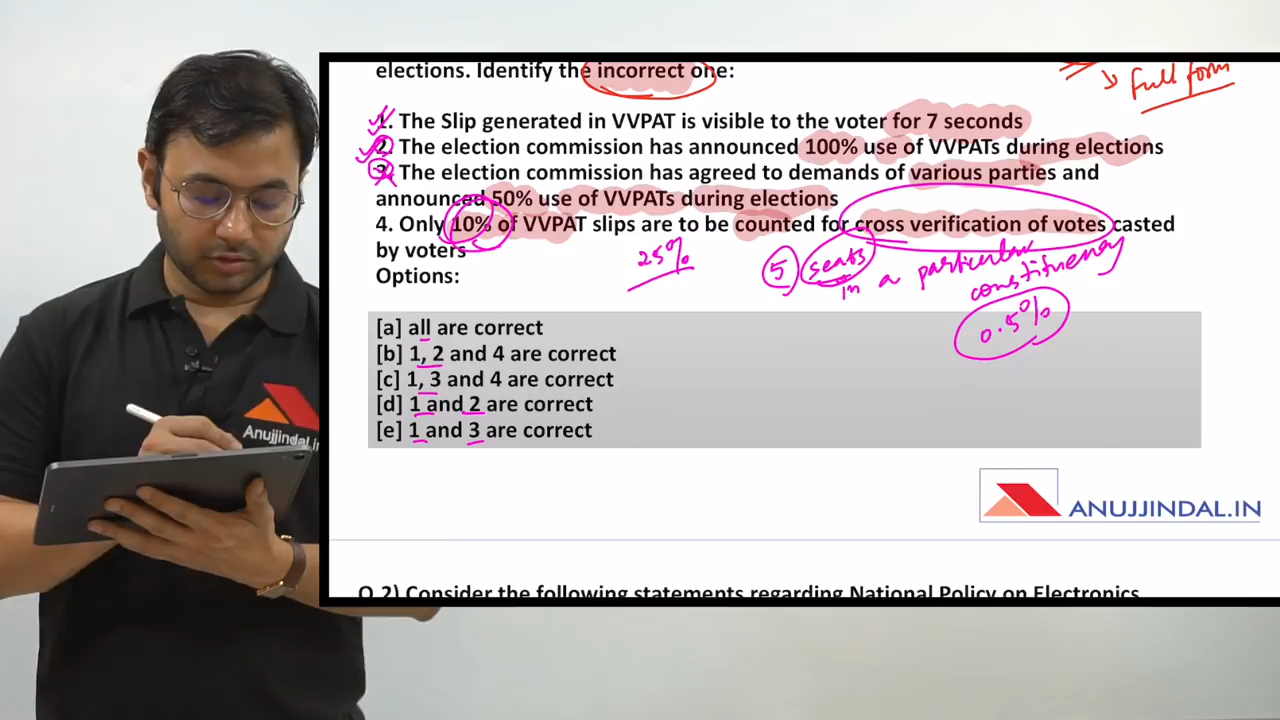 elections. Identify the incorrect one:
Full form
1. The Slip generated in VVPAT is visible to the voter for 7 seconds
2. The election commission has announced 100% use of VVPATs during elections
3. The election commission has agreed to demands of various parties and
announced 50% use of VVPATs during elections
4. Only 10% of VVPAT slips are to be counted for cross verification of votes casted
by voters
25%
5 seats in a particular
constituency
0.5%
Options:
[a] all are correct
[b] 1, 2 and 4 are correct
[c] 1, 3 and 4 are correct
[d] 1 and 2 are correct
[e] 1 and 3 are correct
Anujjindal.in
ANUJJINDAL.IN
Q.2) Consider the following statements regarding National Policy on Electronics